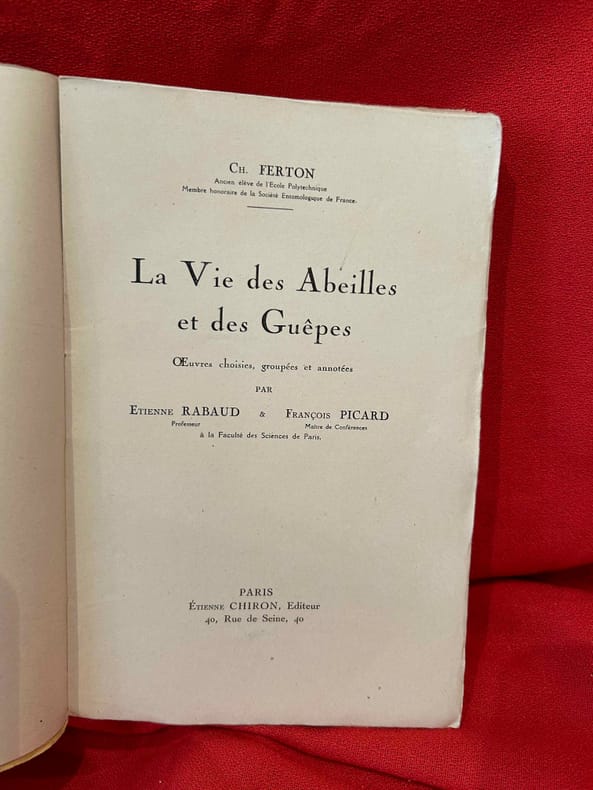 Ch. FERTON
Ancien élève de l'Ecole Polytechnique
Membre honoraire de la Société Entomologique de France.
La Vie des Abeilles
et des Guêpes
Œuvres choisies, groupées et annotées
PAR
Etienne RABAUD & François PICARD
Professeur Maître de Conférences
à la Faculté des Sciences de Paris.
PARIS
Étienne CHIRON, Editeur
40, Rue de Seine, 40